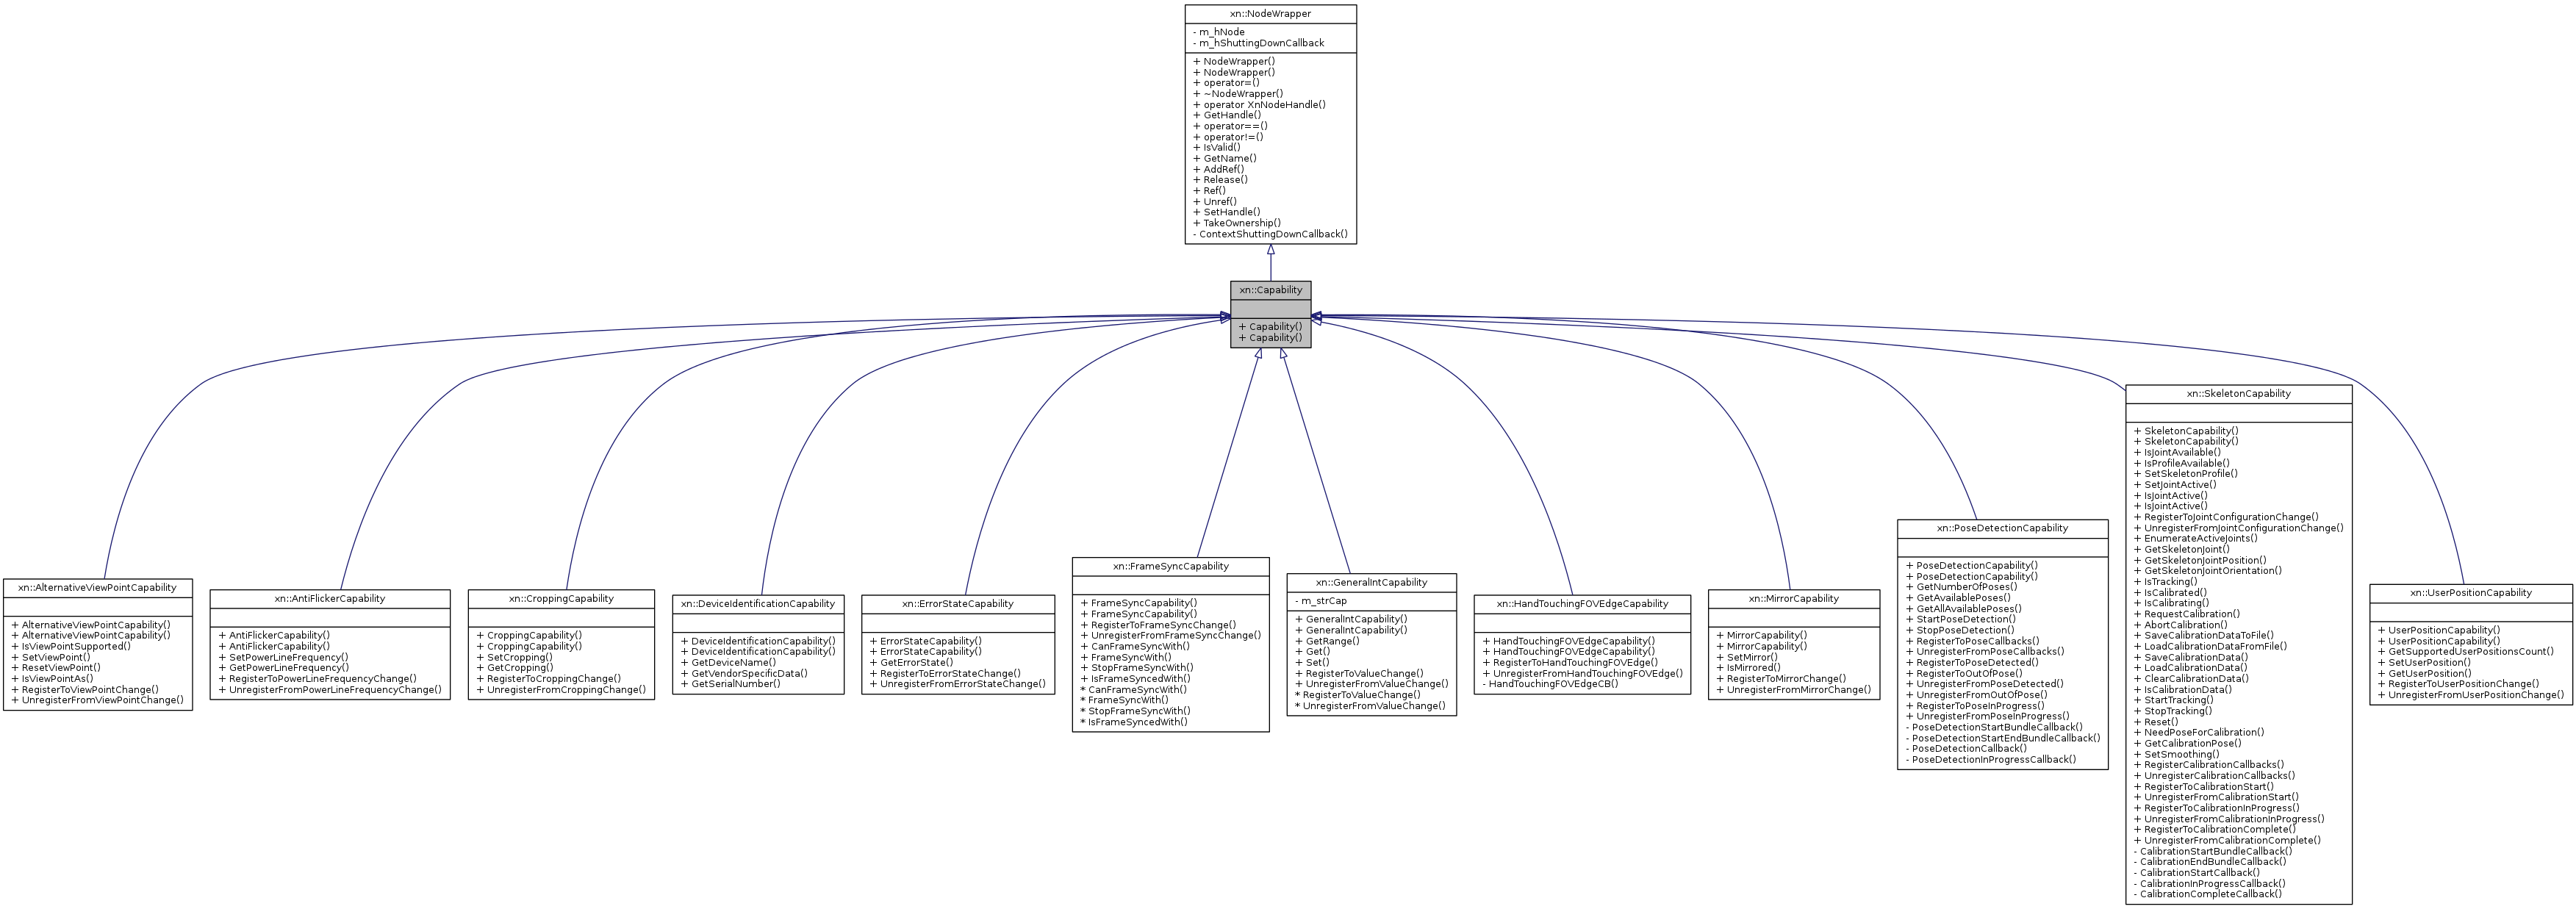 xn::NodeWrapper
- m_hNode
- m_hShuttingDownCallback
+ NodeWrapper()
+ NodeWrapper()
+ operator=()
+ ~NodeWrapper()
+ operator XnNodeHandle()
+ GetHandle()
+ operator==()
+ operator!=()
+ IsValid()
+ GetName()
+ AddRef()
+ Release()
+ Ref()
+ Unref()
+ SetHandle()
+ TakeOwnership()
- ContextShuttingDownCallback()
xn::Capability
+ Capability()
+ Capability()
xn::AlternativeViewPointCapability
+ AlternativeViewPointCapability()
+ AlternativeViewPointCapability()
+ IsViewPointSupported()
+ SetViewPoint()
+ ResetViewPoint()
+ IsViewPointAs()
+ RegisterToViewPointChange()
+ UnregisterFromViewPointChange()
xn::AntiFlickerCapability
+ AntiFlickerCapability()
+ AntiFlickerCapability()
+ SetPowerLineFrequency()
+ GetPowerLineFrequency()
+ RegisterToPowerLineFrequencyChange()
+ UnregisterFromPowerLineFrequencyChange()
xn::CroppingCapability
+ CroppingCapability()
+ CroppingCapability()
+ SetCropping()
+ GetCropping()
+ RegisterToCroppingChange()
+ UnregisterFromCroppingChange()
xn::DeviceIdentificationCapability
+ DeviceIdentificationCapability()
+ DeviceIdentificationCapability()
+ GetDeviceName()
+ GetVendorSpecificData()
+ GetSerialNumber()
xn::ErrorStateCapability
+ ErrorStateCapability()
+ ErrorStateCapability()
+ GetErrorState()
+ RegisterToErrorStateChange()
+ UnregisterFromErrorStateChange()
xn::FrameSyncCapability
+ FrameSyncCapability()
+ FrameSyncCapability()
+ RegisterToFrameSyncChange()
+ UnregisterFromFrameSyncChange()
+ CanFrameSyncWith()
+ FrameSyncWith()
+ StopFrameSyncWith()
+ IsFrameSyncedWith()
* CanFrameSyncWith()
* FrameSyncWith()
* StopFrameSyncWith()
* IsFrameSyncedWith()
xn::GeneralIntCapability
- m_strCap
+ GeneralIntCapability()
+ GeneralIntCapability()
+ GetRange()
+ Get()
+ Set()
+ RegisterToValueChange()
+ UnregisterFromValueChange()
* RegisterToValueChange()
* UnregisterFromValueChange()
xn::HandTouchingFOVEdgeCapability
+ HandTouchingFOVEdgeCapability()
+ HandTouchingFOVEdgeCapability()
+ RegisterToHandTouchingFOVEdge()
+ UnregisterFromHandTouchingFOVEdge()
- HandTouchingFOVEdgeCB()
xn::MirrorCapability
+ MirrorCapability()
+ MirrorCapability()
+ SetMirror()
+ IsMirrored()
+ RegisterToMirrorChange()
+ UnregisterFromMirrorChange()
xn::PoseDetectionCapability
+ PoseDetectionCapability()
+ PoseDetectionCapability()
+ GetNumberOfPoses()
+ GetAvailablePoses()
+ GetAllAvailablePoses()
+ StartPoseDetection()
+ StopPoseDetection()
+ RegisterToPoseCallbacks()
+ UnregisterFromPoseCallbacks()
+ RegisterToPoseDetected()
+ RegisterToOutOfPose()
+ UnregisterFromPoseDetected()
+ UnregisterFromOutOfPose()
+ RegisterToPoseInProgress()
+ UnregisterFromPoseInProgress()
- PoseDetectionStartBundleCallback()
- PoseDetectionStartEndBundleCallback()
- PoseDetectionCallback()
- PoseDetectionInProgressCallback()
xn::SkeletonCapability
+ SkeletonCapability()
+ SkeletonCapability()
+ IsJointAvailable()
+ IsProfileAvailable()
+ SetSkeletonProfile()
+ SetJointActive()
+ IsJointActive()
+ IsJointActive()
+ RegisterToJointConfigurationChange()
+ UnregisterFromJointConfigurationChange()
+ EnumerateActiveJoints()
+ GetSkeletonJoint()
+ GetSkeletonJointPosition()
+ GetSkeletonJointOrientation()
+ IsTracking()
+ IsCalibrated()
+ IsCalibrating()
+ RequestCalibration()
+ AbortCalibration()
+ SaveCalibrationDataToFile()
+ LoadCalibrationDataFromFile()
+ SaveCalibrationData()
+ LoadCalibrationData()
+ ClearCalibrationData()
+ IsCalibrationData()
+ StartTracking()
+ StopTracking()
+ Reset()
+ NeedPoseForCalibration()
+ GetCalibrationPose()
+ SetSmoothing()
+ RegisterCalibrationCallbacks()
+ UnregisterCalibrationCallbacks()
+ RegisterToCalibrationStart()
+ UnregisterFromCalibrationStart()
+ RegisterToCalibrationInProgress()
+ UnregisterFromCalibrationInProgress()
+ RegisterToCalibrationComplete()
+ UnregisterFromCalibrationComplete()
- CalibrationStartBundleCallback()
- CalibrationEndBundleCallback()
- CalibrationStartCallback()
- CalibrationInProgressCallback()
- CalibrationCompleteCallback()
xn::UserPositionCapability
+ UserPositionCapability()
+ UserPositionCapability()
+ GetSupportedUserPositionsCount()
+ SetUserPosition()
+ GetUserPosition()
+ RegisterToUserPositionChange()
+ UnregisterFromUserPositionChange()